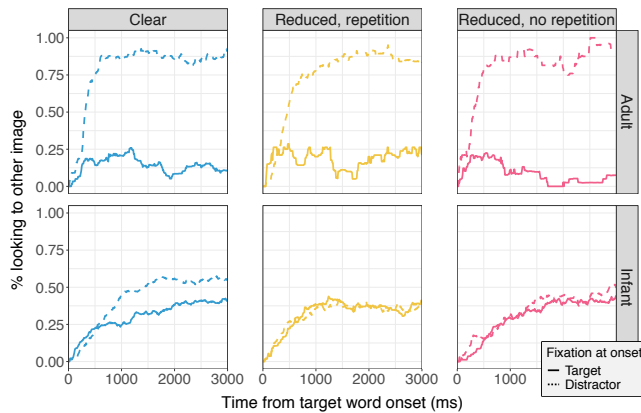 Clear
Reduced, repetition
Reduced, no repetition
% looking to other image
1.00
0.75
0.50
0.25
0.00
Adult
1.00
0.75
0.50
0.25
0.00
Infant
0 1000 2000 3000
0 1000 2000 3000
0 1000
Time from target word onset (ms)
Fixation at onset
Target
Distractor